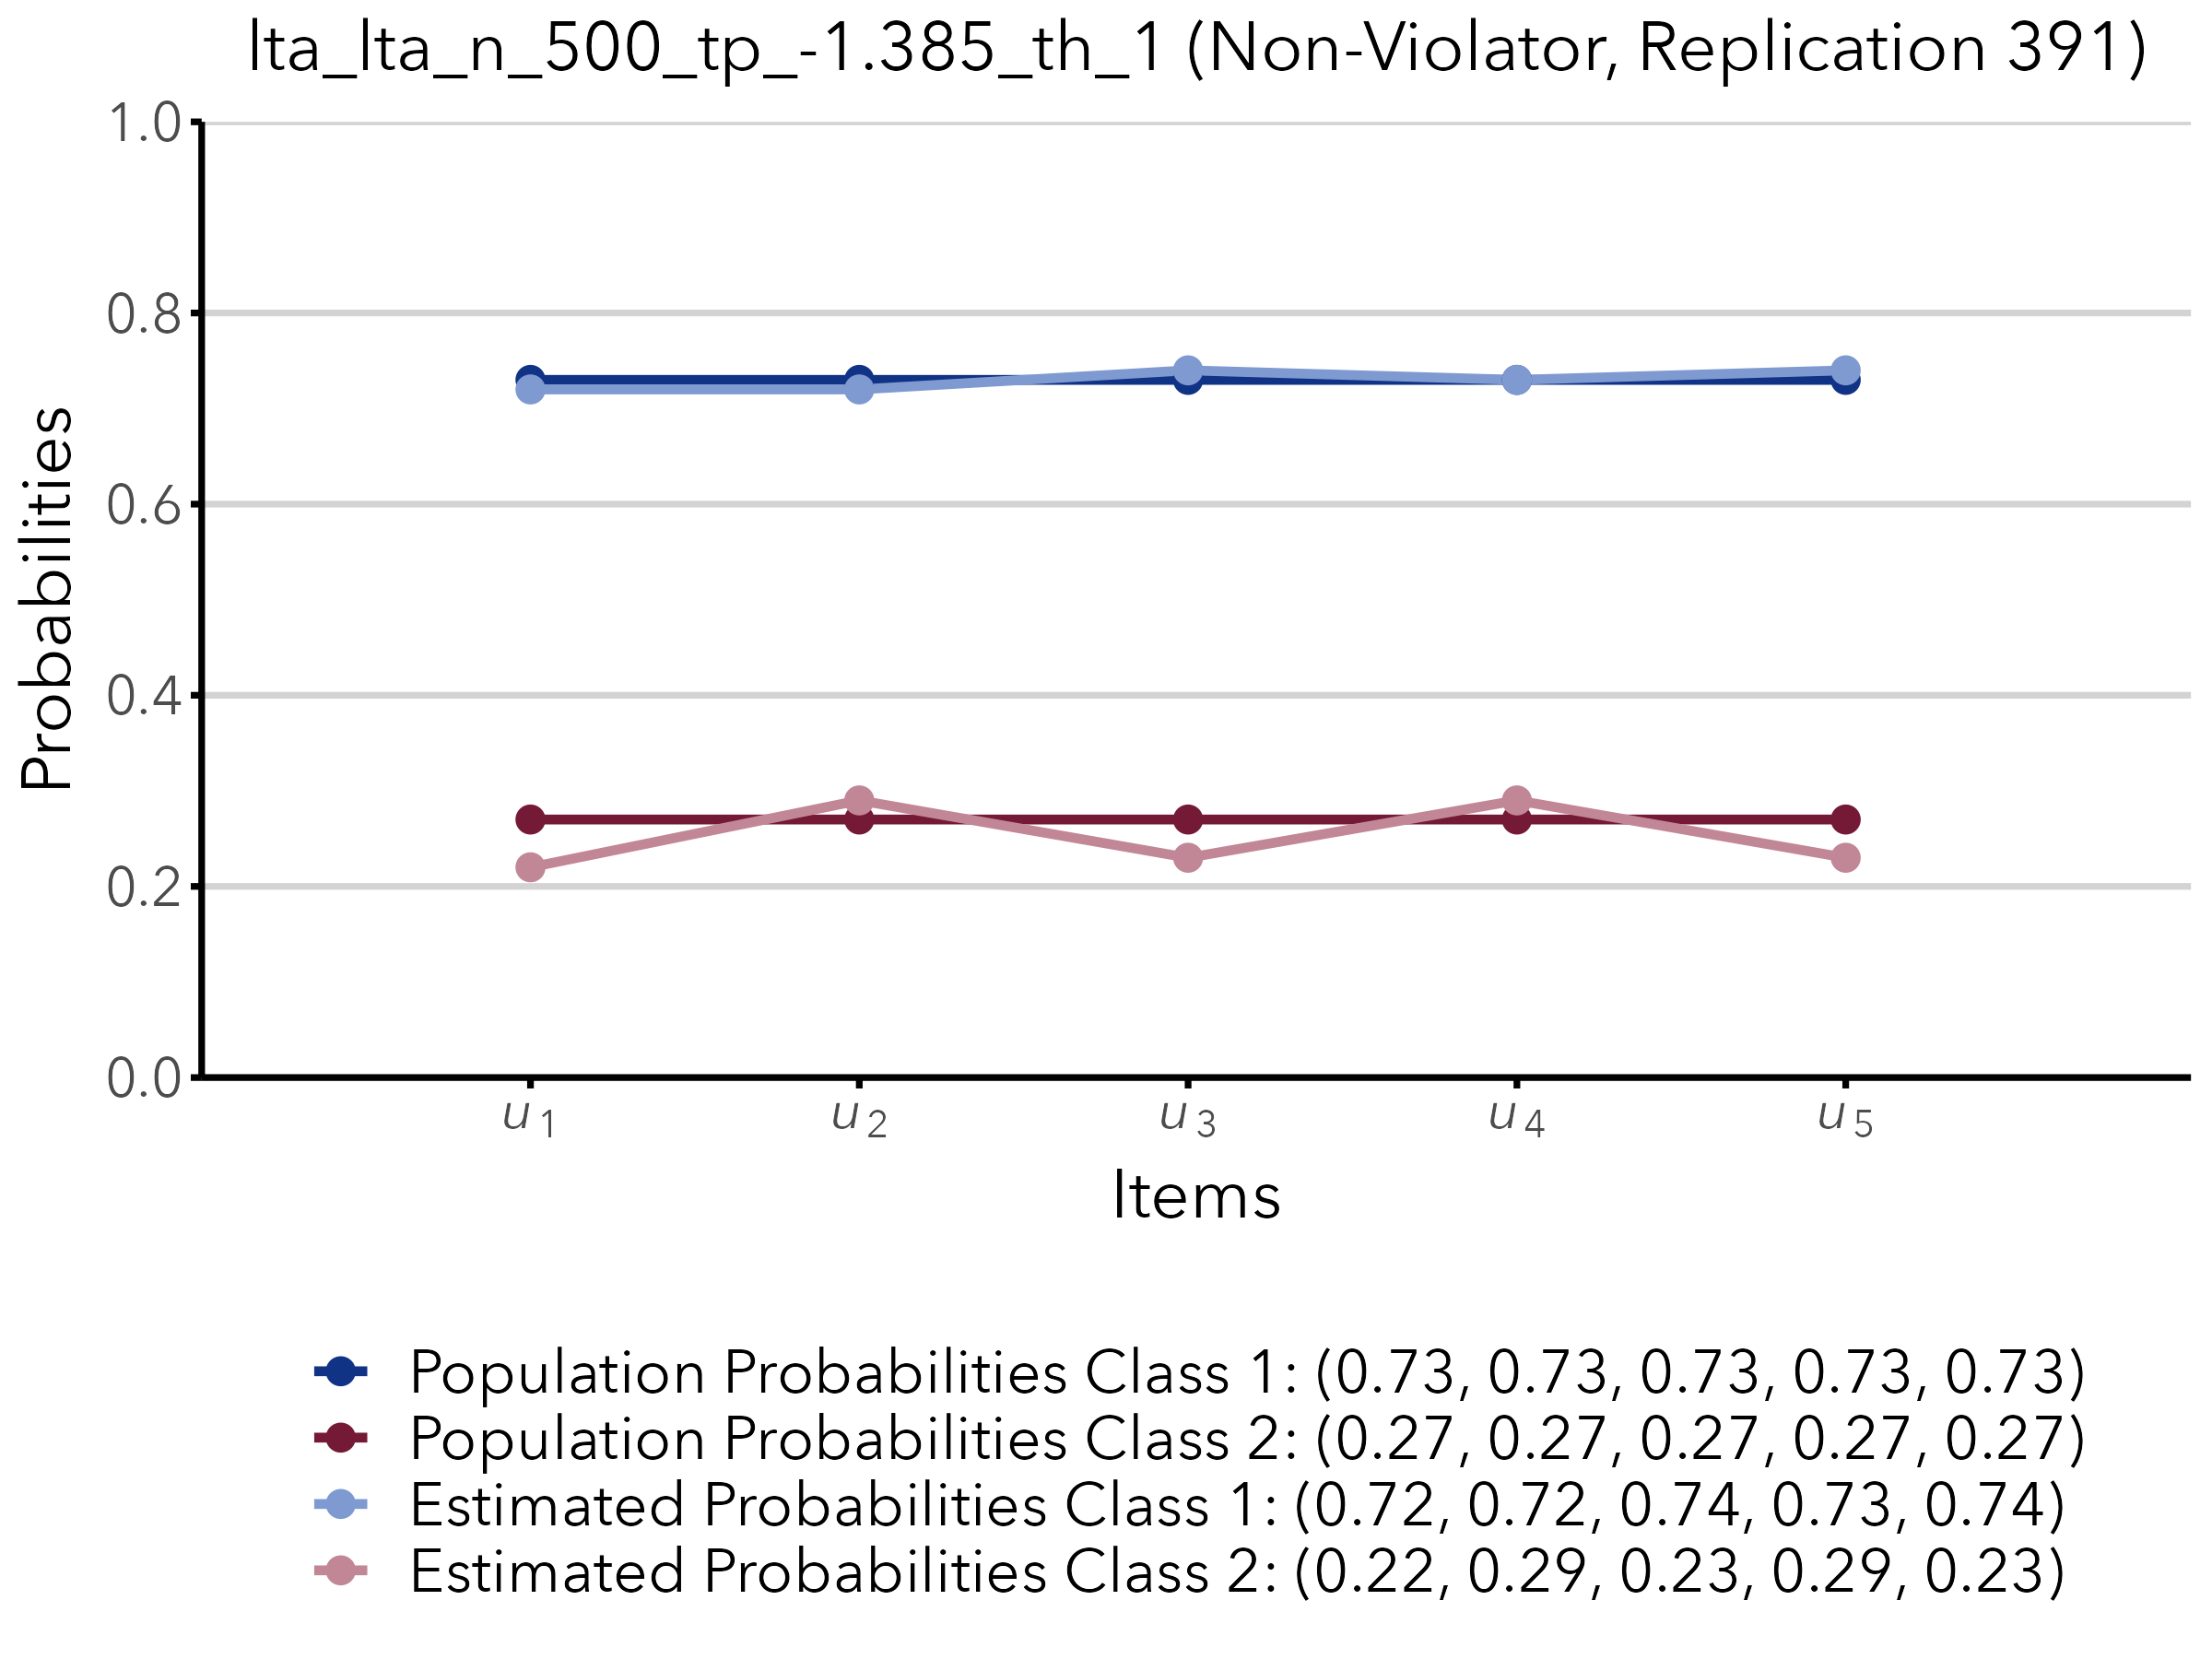 lta_lta_n_500_tp_-1.385_th_1 (Non-Violator, Replication 391)
1.0
0.8
0.6
0.4
0.2
0.0
Probabilities
u1 u2 u3 u4 u5
Items
Population Probabilities Class 1: (0.73, 0.73, 0.73, 0.73, 0.73)
Population Probabilities Class 2: (0.27, 0.27, 0.27, 0.27, 0.27)
Estimated Probabilities Class 1: (0.72, 0.72, 0.74, 0.73, 0.74)
Estimated Probabilities Class 2: (0.22, 0.29, 0.23, 0.29, 0.23)